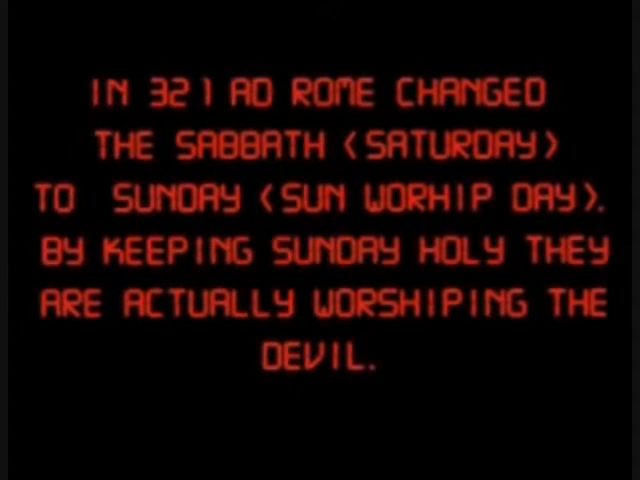 IN 321 AD ROME CHANGED
THE SABBATH (SATURDAY)
TO SUNDAY (SUN WORHIP DAY).
BY KEEPING SUNDAY HOLY THEY
ARE ACTUALLY WORSHIPING THE
DEVIL.